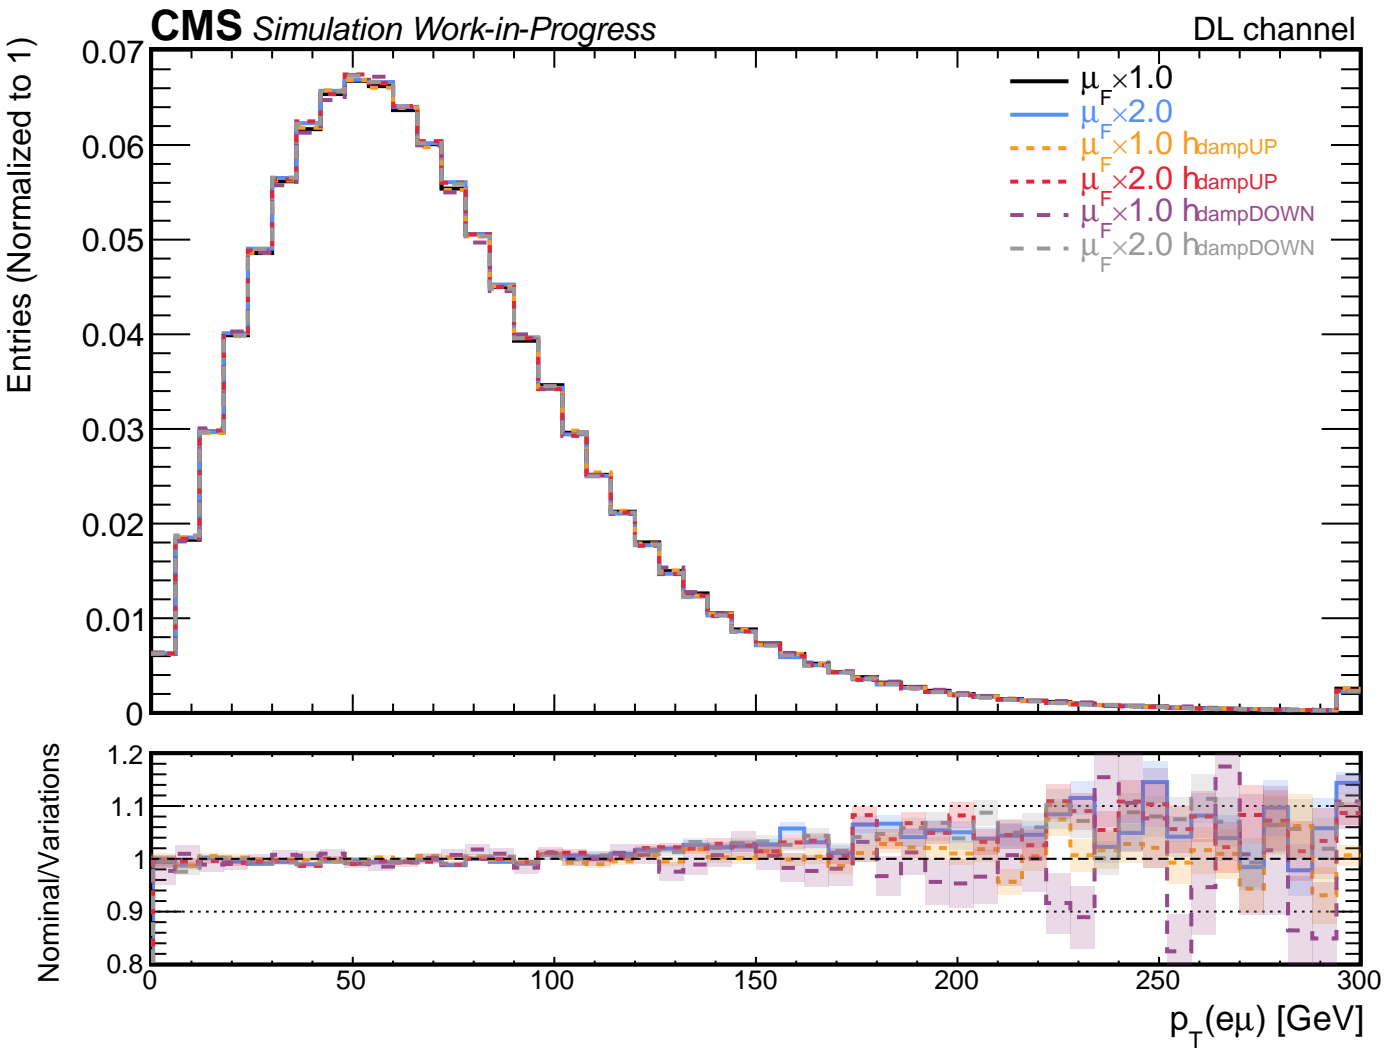 CMS Simulation Work-in-Progress DL channel
Entries (Normalized to 1)
0.07
0.06
0.05
0.04
0.03
0.02
0.01
0
μF×1.0
μF×2.0
μF×1.0 hdampUP
μF×2.0 hdampUP
μF×1.0 hdampDOWN
μF×2.0 hdampDOWN
Nominal/Variations
1.2
1.1
1
0.9
0.8
0 50 100 150 200 250 300
pT(eμ) [GeV]